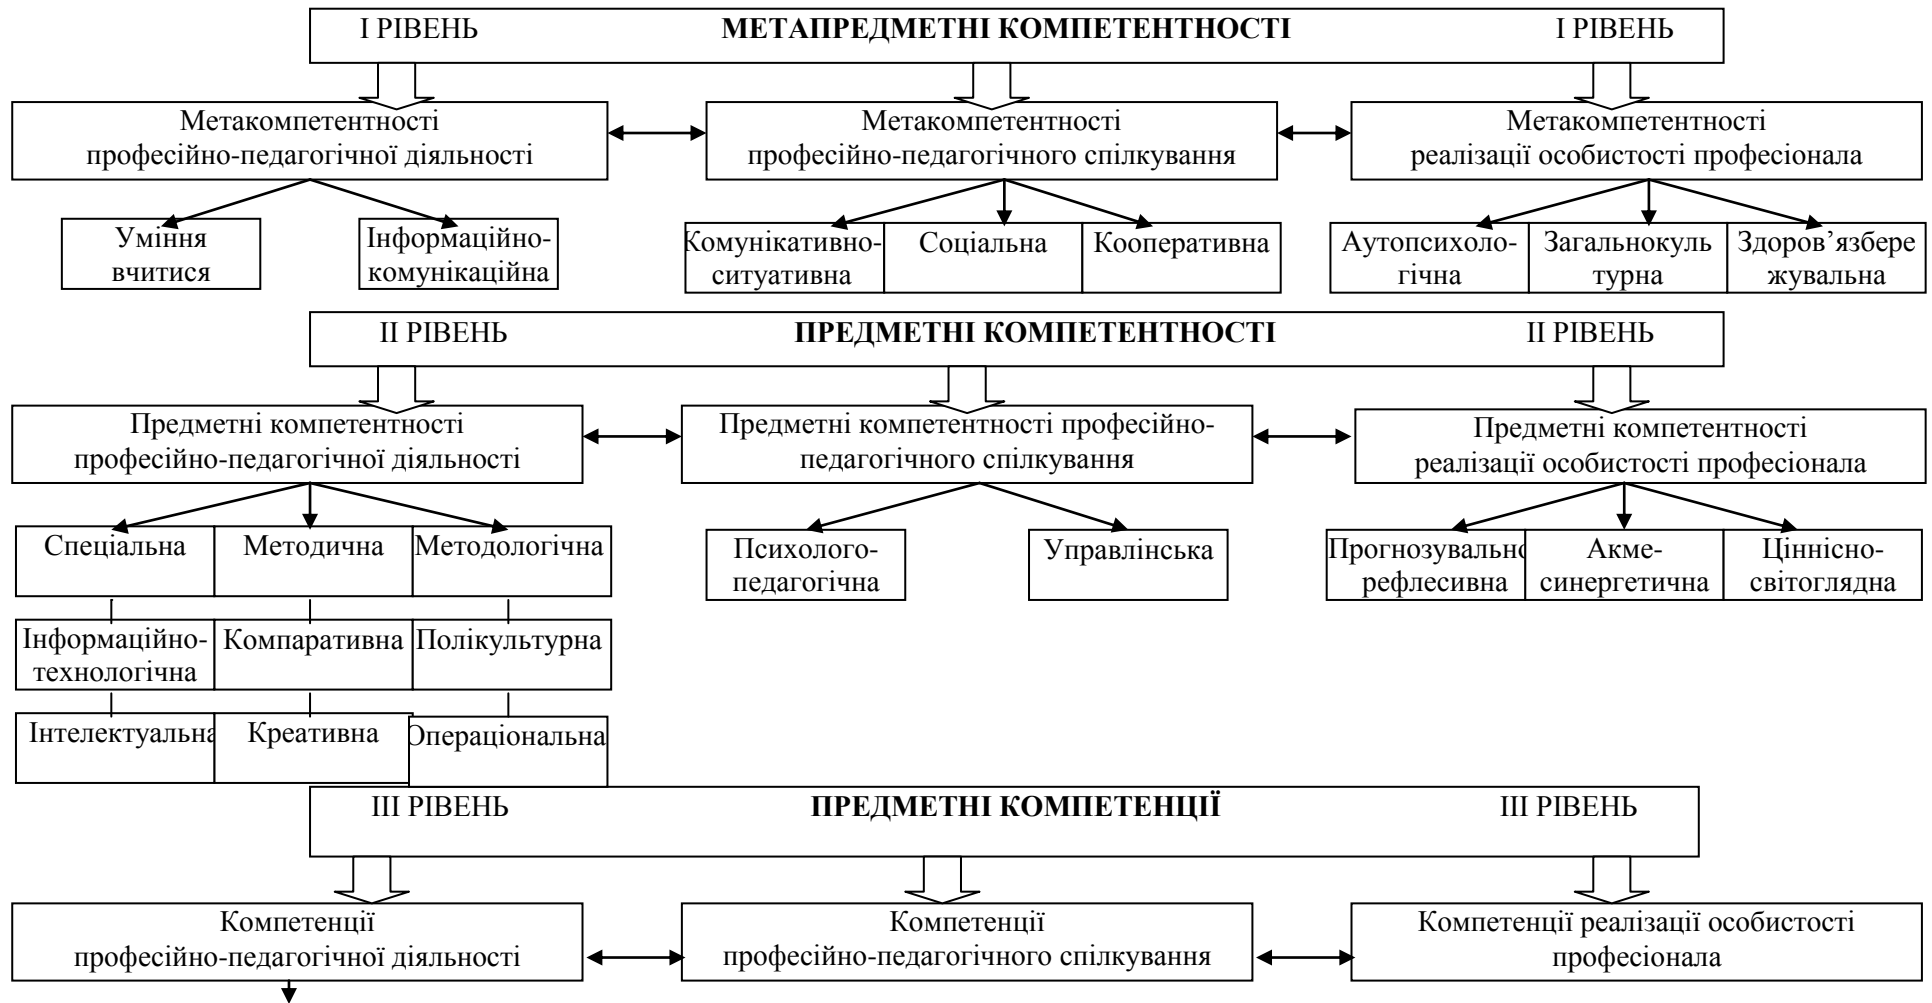 І РІВЕНЬ МЕТАПРЕДМЕТНІ КОМПЕТЕНТНОСТІ І РІВЕНЬ
Метакомпетентності
професійно-педагогічної діяльності
Метакомпетентності
професійно-педагогічного спілкування
Метакомпетентності
реалізації особистості професіонала
Уміння
вчитися
Інформаційно-
комунікаційна
Комунікативно-
ситуативна
Соціальна
Кооперативна
Аутопсихоло-
гічна
Загальнокуль
турна
Здоров’язбере
жувальна
ІІ РІВЕНЬ ПРЕДМЕТНІ КОМПЕТЕНТНОСТІ ІІ РІВЕНЬ
Предметні компетентності
професійно-педагогічної діяльності
Предметні компетентності професійно-
педагогічного спілкування
Предметні компетентності
реалізації особистості професіонала
Спеціальна
Методична
Методологічна
Психолого-
педагогічна
Управлінська
Прогнозувально
рефлесивна
Акме-
синергетична
Ціннісно-
світоглядна
Інформаційно-
технологічна
Компаративна
Полікультурна
Інтелектуальна
Креативна
Операціональна
ІІІ РІВЕНЬ ПРЕДМЕТНІ КОМПЕТЕНЦІЇ ІІІ РІВЕНЬ
Компетенції
професійно-педагогічної діяльності
Компетенції
професійно-педагогічного спілкування
Компетенції реалізації особистості
професіонала